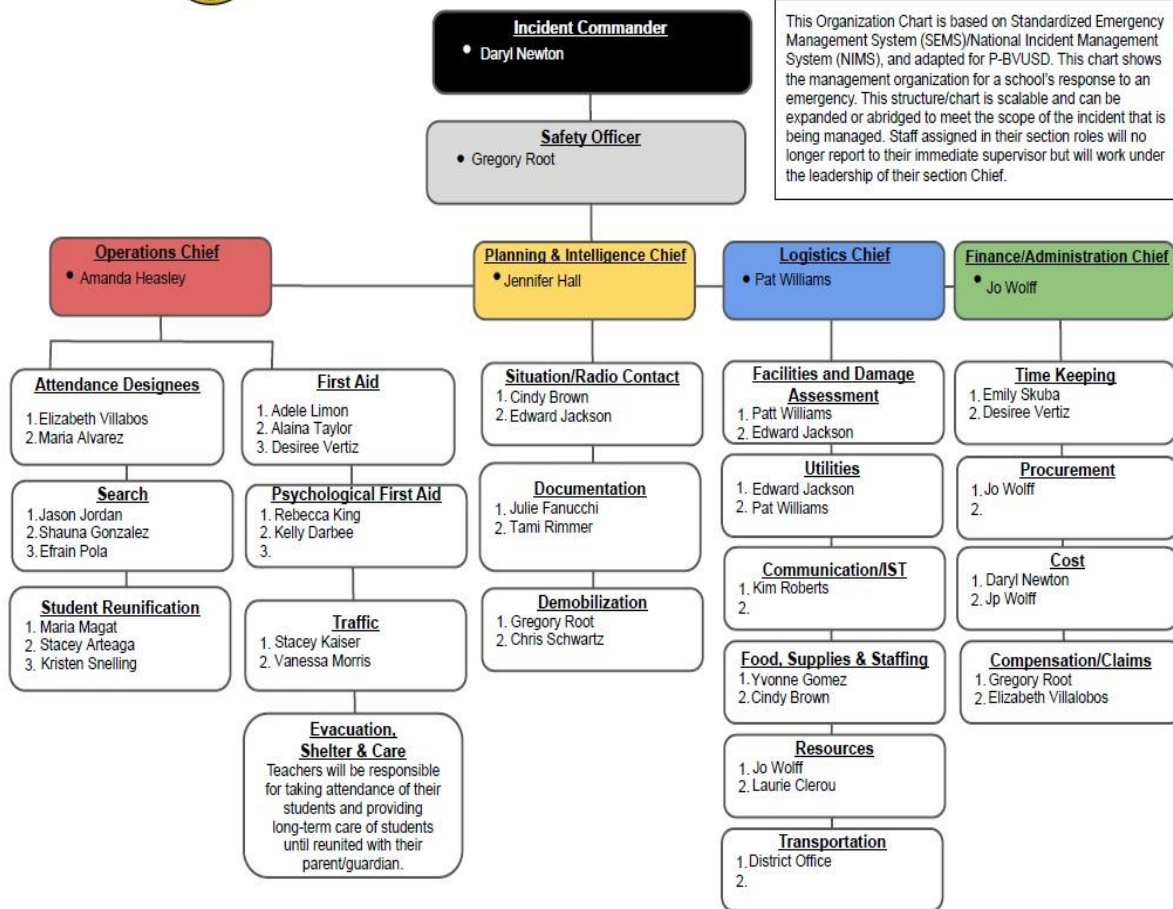 Incident Commander
• Daryl Newton
This Organization Chart is based on Standardized Emergency
Management System (SEMS)/National Incident Management
System (NIMS), and adapted for P-BVUSD. This chart shows
the management organization for a school's response to an
emergency. This structure/chart is scalable and can be
expanded or abridged to meet the scope of the incident that is
being managed. Staff assigned in their section roles will no
longer report to their immediate supervisor but will work under
the leadership of their section Chief.
Safety Officer
• Gregory Root
Operations Chief
• Amanda Heasley
Planning & Intelligence Chief
• Jennifer Hall
Logistics Chief
• Pat Williams
Finance/Administration Chief
• Jo Wolff
Attendance Designees
1. Elizabeth Villabos
2. Maria Alvarez
Search
1. Jason Jordan
2. Shauna Gonzalez
3. Efrain Pola
Student Reunification
1. Maria Magat
2. Stacey Arteaga
3. Kristen Snelling
First Aid
1. Adele Limon
2. Alaina Taylor
3. Desiree Vertiz
Psychological First Aid
1. Rebecca King
2. Kelly Darbee
3.
Traffic
1. Stacey Kaiser
2. Vanessa Morris
Evacuation,
Shelter & Care
Teachers will be responsible
for taking attendance of their
students and providing
long-term care of students
until reunited with their
parent/guardian.
Situation/Radio Contact
1. Cindy Brown
2. Edward Jackson
Documentation
1. Julie Fanucchi
2. Tami Rimmer
Demobilization
1. Gregory Root
2. Chris Schwartz
Facilities and Damage
Assessment
1. Patt Williams
2. Edward Jackson
Utilities
1. Edward Jackson
2. Pat Williams
Communication/IST
1. Kim Roberts
2.
Food, Supplies & Staffing
1. Yvonne Gomez
2. Cindy Brown
Resources
1. Jo Wolff
2. Laurie Clerou
Transportation
1. District Office
2.
Time Keeping
1. Emily Skuba
2. Desiree Vertiz
Procurement
1. Jo Wolff
2.
Cost
1. Daryl Newton
2. Jp Wolff
Compensation/Claims
1. Gregory Root
2. Elizabeth Villalobos